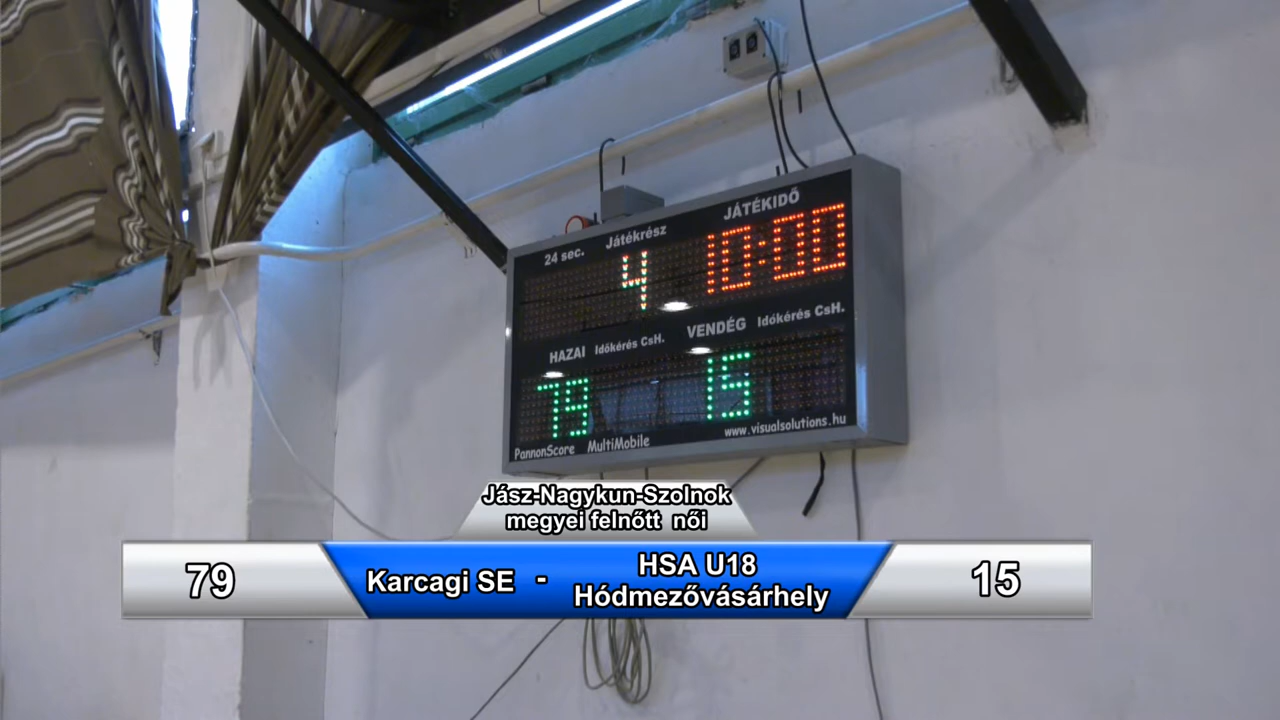 JÁTÉKIDŐ
24 sec. Játékrész
4 10:00
HAZAI Időkérés CsH. VENDÉG Időkérés CsH.
79 15
PannonScore MultiMobile www.visualsolutions.hu
Jász-Nagykun-Szolnok
megyei felnőtt női
79 Karcagi SE - HSA U18
Hódmezővásárhely 15